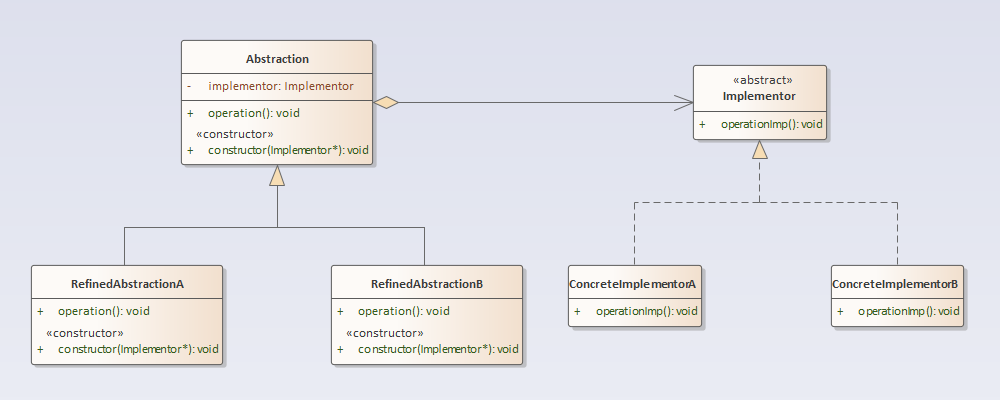 Abstraction
- implementor: Implementor
+ operation(): void
«constructor»
+ constructor(Implementor*): void
«abstract»
Implementor
+ operationImp(): void
RefinedAbstractionA
+ operation(): void
«constructor»
+ constructor(Implementor*): void
RefinedAbstractionB
+ operation(): void
«constructor»
+ constructor(Implementor*): void
ConcreteImplementorA
+ operationImp(): void
ConcreteImplementorB
+ operationImp(): void